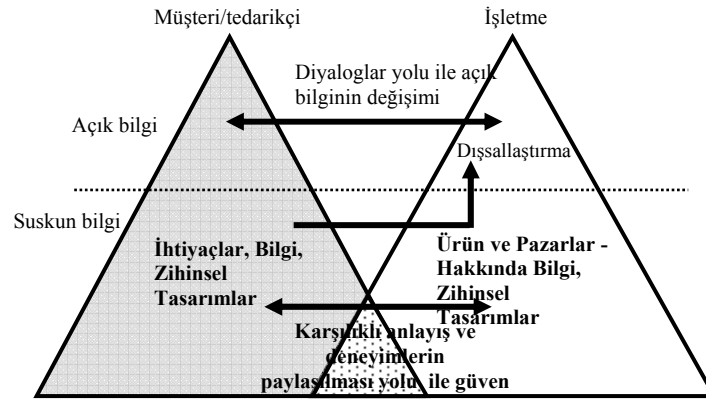 Müşteri/tedarikçi
İşletme
Diyaloglar yolu ile açık
bilginin değişimi
Açık bilgi
Dışsallaştırma
Suskun bilgi
İhtiyaçlar, Bilgi,
Zihinsel
Tasarımlar
Ürün ve Pazarlar -
Hakkında Bilgi,
Zihinsel
Tasarımlar
Karşılıklı anlayış ve
deneyimlerin
paylaşılması yolu ile güven